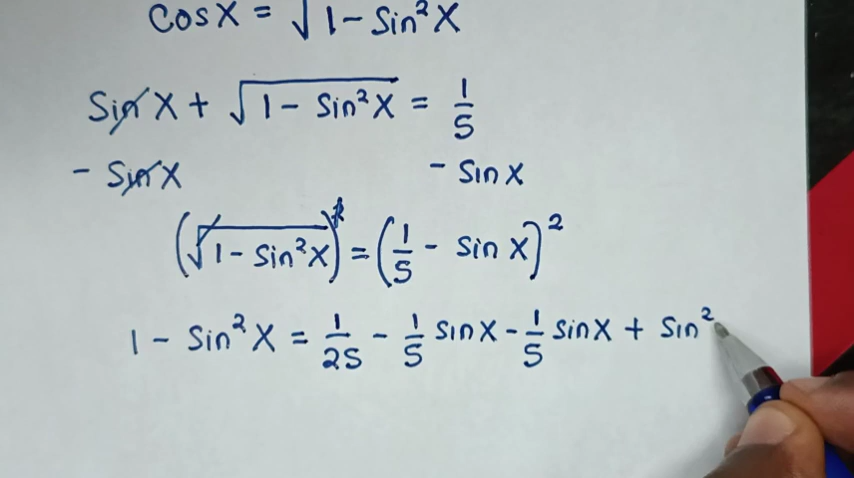 Cos X = √1 - Sin²X
Sin X + √1 - Sin²X = 1/5
- Sin X - Sin X
(√1 - Sin²X)² = (1/5 - Sin X)²
1 - Sin²X = 1/25 - 1/5 Sin X - 1/5 Sin X + Sin²